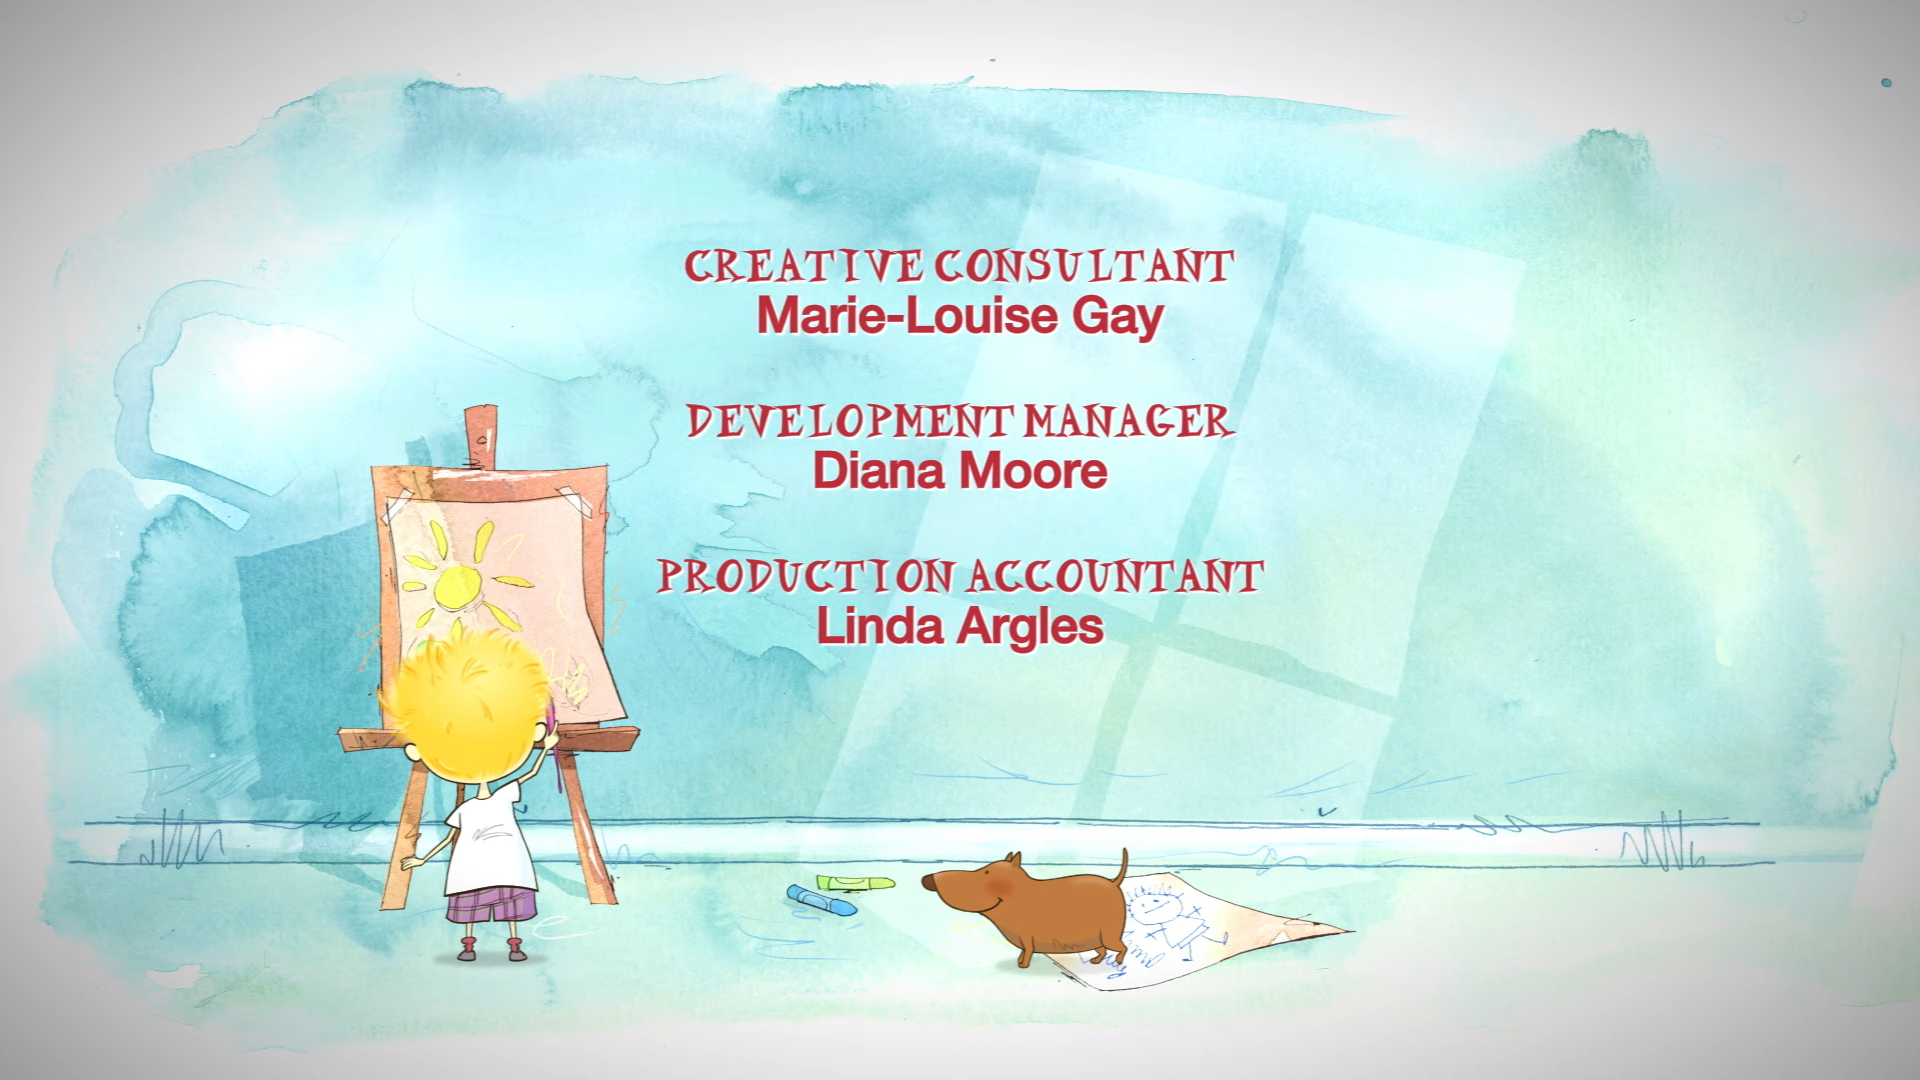 CREATIVE CONSULTANT
Marie-Louise Gay
DEVELOPMENT MANAGER
Diana Moore
PRODUCTION ACCOUNTANT
Linda Argles